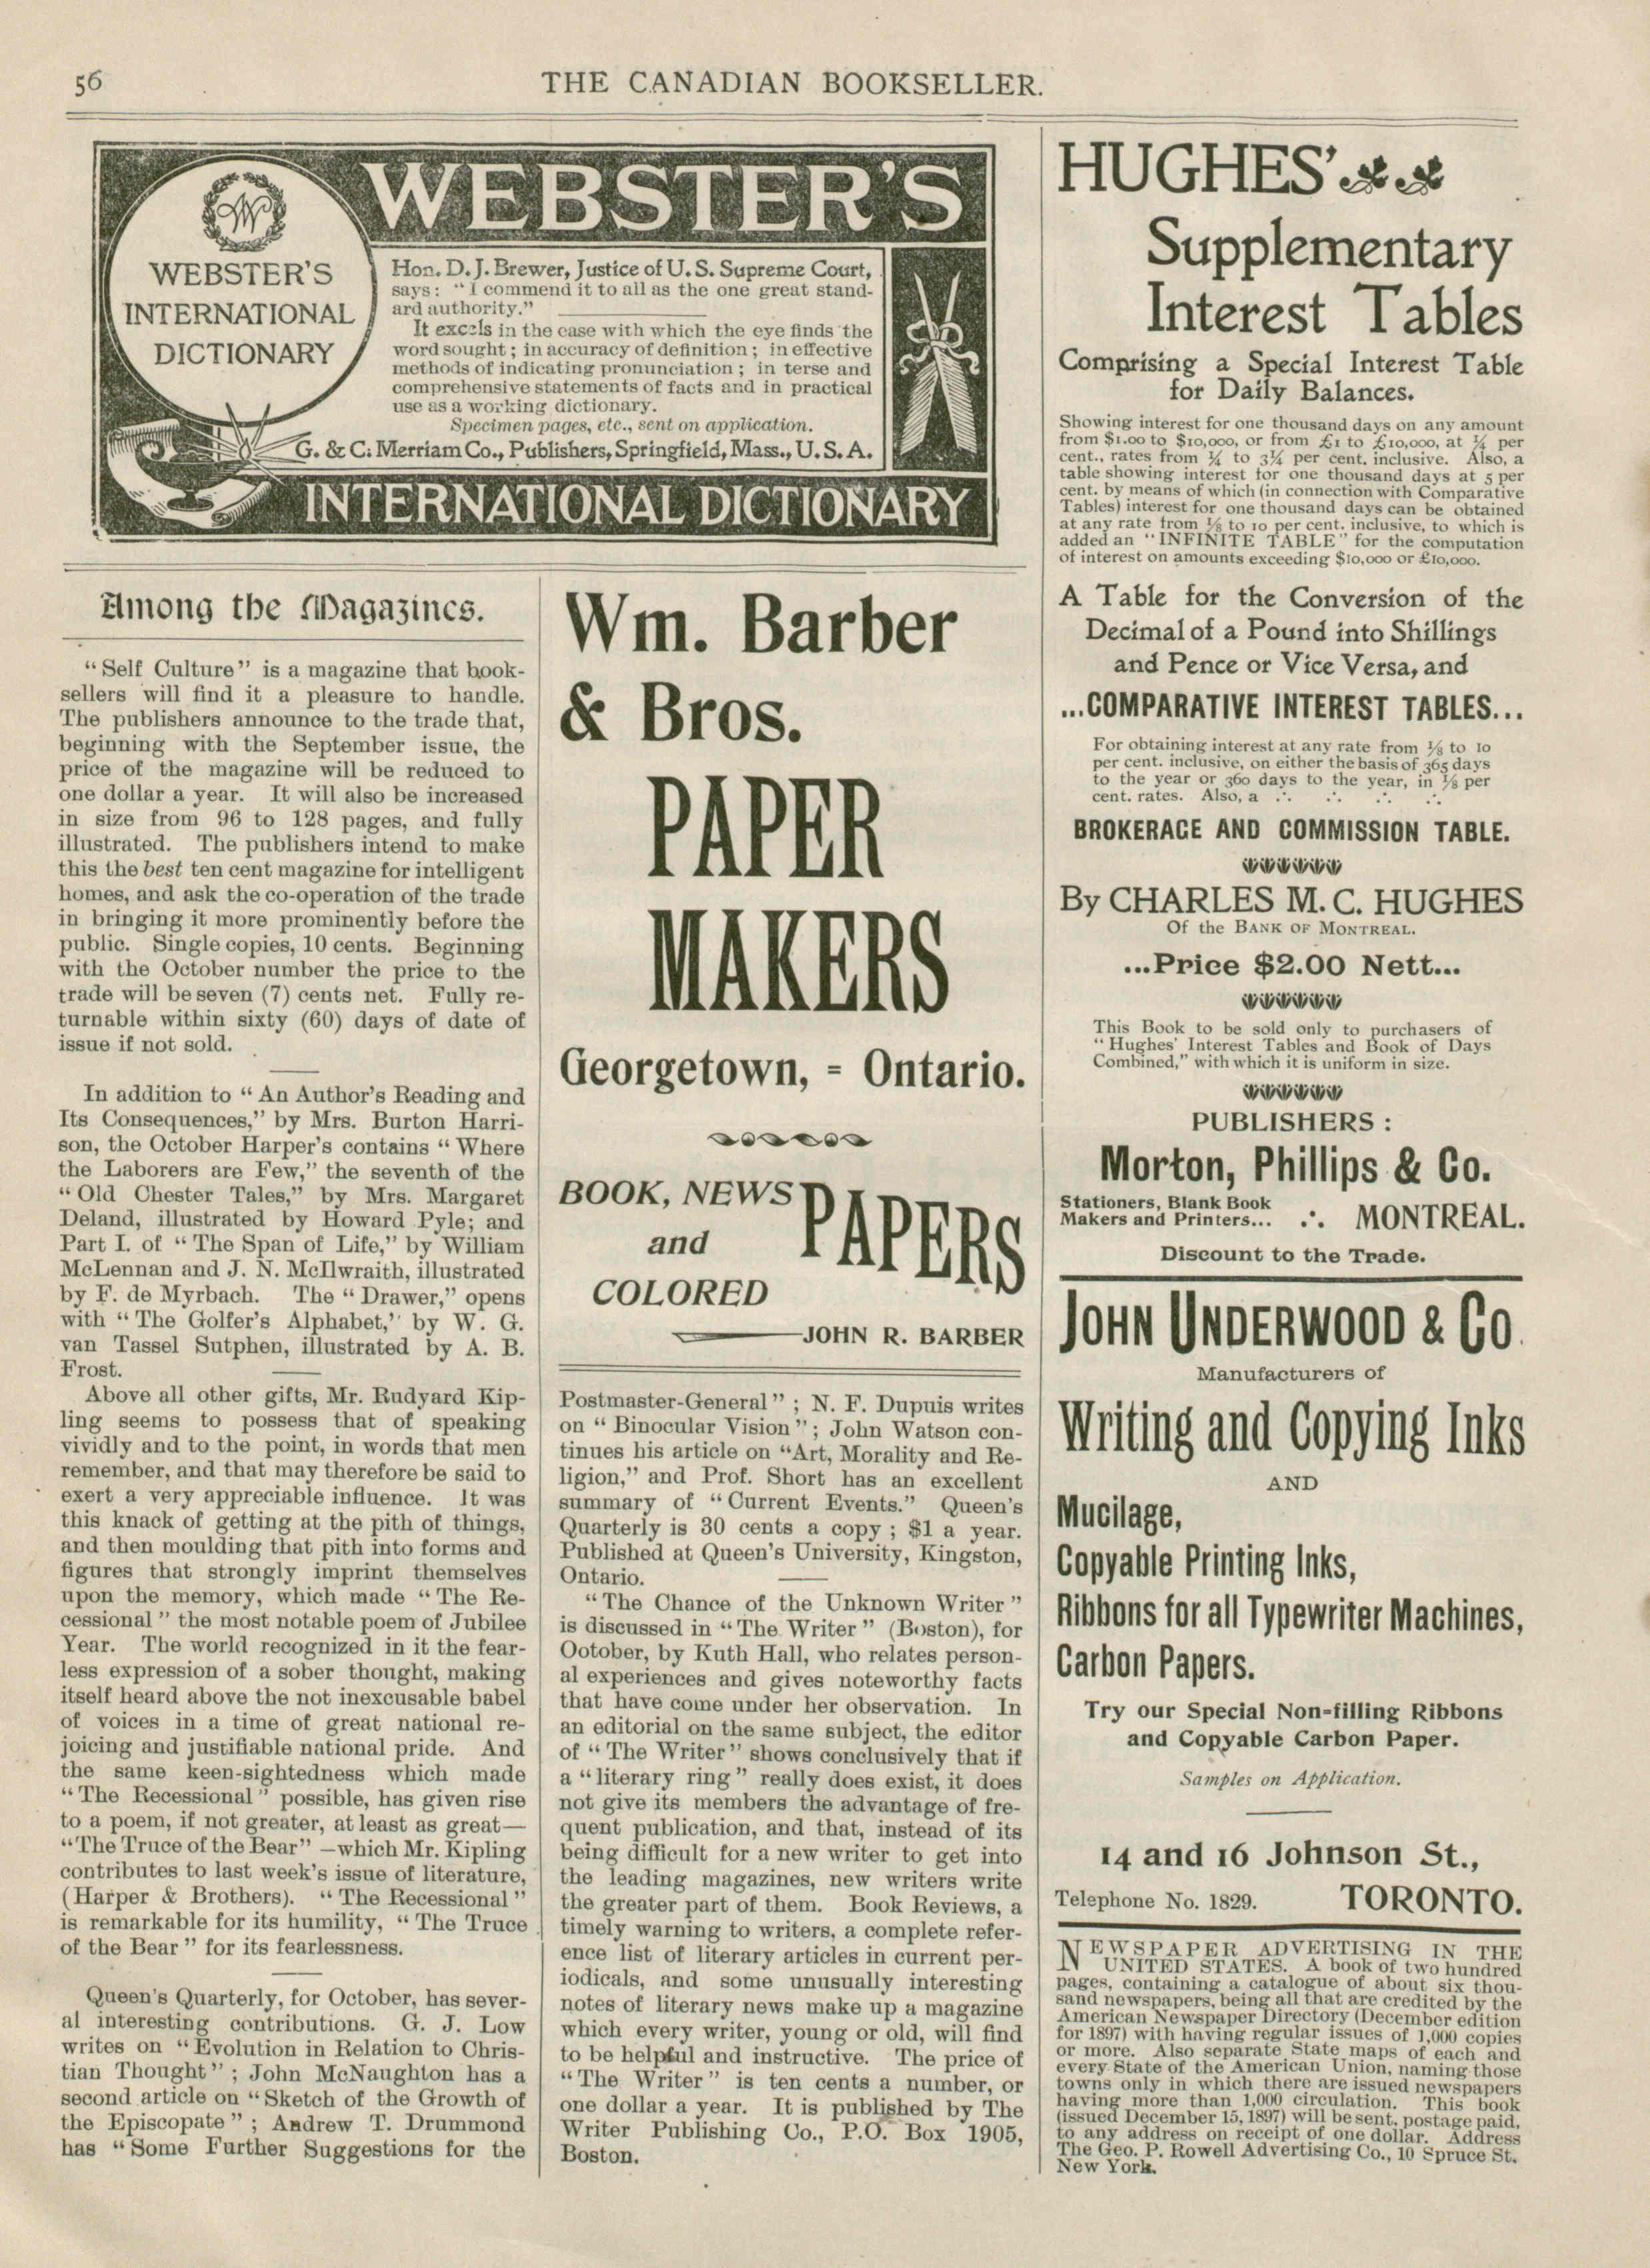 56
THE CANADIAN BOOKSELLER.
WEBSTER'S
WEBSTER'S
INTERNATIONAL
DICTIONARY
Hon. D. J. Brewer, Justice of U. S. Supreme Court,
says: "I commend it to all as the one great stand-
ard authority."
It excels in the ease with which the eye finds the
word sought; in accuracy of definition; in effective
methods of indicating pronunciation; in terse and
comprehensive statements of facts and in practical
use as a working dictionary.
Specimen pages, etc., sent on application.
G. & C. Merriam Co., Publishers, Springfield, Mass., U. S. A.
INTERNATIONAL DICTIONARY
Among the Magazines.
"Self Culture" is a magazine that book-
sellers will find it a pleasure to handle.
The publishers announce to the trade that,
beginning with the September issue, the
price of the magazine will be reduced to
one dollar a year. It will also be increased
in size from 96 to 128 pages, and fully
illustrated. The publishers intend to make
this the best ten cent magazine for intelligent
homes, and ask the co-operation of the trade
in bringing it more prominently before the
public. Single copies, 10 cents. Beginning
with the October number the price to the
trade will be seven (7) cents net. Fully re-
turnable within sixty (60) days of date of
issue if not sold.
In addition to "An Author's Reading and
Its Consequences," by Mrs. Burton Harri-
son, the October Harper's contains "Where
the Laborers are Few," the seventh of the
"Old Chester Tales," by Mrs. Margaret
Deland, illustrated by Howard Pyle; and
Part I. of "The Span of Life," by William
McLennan and J. N. McIlwraith, illustrated
by F. de Myrbach. The "Drawer," opens
with "The Golfer's Alphabet,'' by W. G.
van Tassel Sutphen, illustrated by A. B.
Frost.
Above all other gifts, Mr. Rudyard Kip-
ling seems to possess that of speaking
vividly and to the point, in words that men
remember, and that may therefore be said to
exert a very appreciable influence. It was
this knack of getting at the pith of things,
and then moulding that pith into forms and
figures that strongly imprint themselves
upon the memory, which made "The Re-
cessional" the most notable poem of Jubilee
Year. The world recognized in it the fear-
less expression of a sober thought, making
itself heard above the not inexcusable babel
of voices in a time of great national re-
joicing and justifiable national pride. And
the same keen-sightedness which made
"The Recessional" possible, has given rise
to a poem, if not greater, at least as great—
"The Truce of the Bear"—which Mr. Kipling
contributes to last week's issue of literature,
(Harper & Brothers). "The Recessional"
is remarkable for its humility, "The Truce
of the Bear" for its fearlessness.
Queen's Quarterly, for October, has sever-
al interesting contributions. G. J. Low
writes on "Evolution in Relation to Chris-
tian Thought"; John McNaughton has a
second article on "Sketch of the Growth of
the Episcopate"; Andrew T. Drummond
has "Some Further Suggestions for the
Wm. Barber
& Bros.
PAPER
MAKERS
Georgetown, = Ontario.
BOOK, NEWS
and
COLORED
PAPERS
JOHN R. BARBER
Postmaster-General"; N. F. Dupuis writes
on "Binocular Vision"; John Watson con-
tinues his article on "Art, Morality and Re-
ligion," and Prof. Short has an excellent
summary of "Current Events." Queen's
Quarterly is 30 cents a copy; $1 a year.
Published at Queen's University, Kingston,
Ontario.
"The Chance of the Unknown Writer"
is discussed in "The Writer" (Boston), for
Ootober, by Kuth Hall, who relates person-
al experiences and gives noteworthy facts
that have come under her observation. In
an editorial on the same subject, the editor
of "The Writer" shows conclusively that if
a "literary ring" really does exist, it does
not give its members the advantage of fre-
quent publication, and that, instead of its
being difficult for a new writer to get into
the leading magazines, new writers write
the greater part of them. Book Reviews, a
timely warning to writers, a complete refer-
ence list of literary articles in current per-
iodicals, and some unusually interesting
notes of literary news make up a magazine
which every writer, young or old, will find
to be helpful and instructive. The price of
"The Writer" is ten cents a number, or
one dollar a year. It is published by The
Writer Publishing Co., P.O. Box 1905,
Boston.
HUGHES'
Supplementary
Interest Tables
Comprising a Special Interest Table
for Daily Balances.
Showing interest for one thousand days on any amount
from $1.00 to $10,000, or from £1 to £10,000, at ¼ per
cent., rates from ¼ to 3¼ per cent. inclusive. Also, a
table showing interest for one thousand days at 5 per
cent. by means of which (in connection with Comparative
Tables) interest for one thousand days can be obtained
at any rate from ⅛ to 10 per cent. inclusive, to which is
added an "INFINITE TABLE" for the computation
of interest on amounts exceeding $10,000 or £10,000.
A Table for the Conversion of the
Decimal of a Pound into Shillings
and Pence or Vice Versa, and
...COMPARATIVE INTEREST TABLES...
For obtaining interest at any rate from ⅛ to 10
per cent. inclusive, on either the basis of 365 days
to the year or 360 days to the year, in ⅛ per
cent. rates. Also, a ∴ ∴ ∴ ∴
BROKERAGE AND COMMISSION TABLE.
By CHARLES M. C. HUGHES
Of the BANK OF MONTREAL.
...Price $2.00 Nett...
This Book to be sold only to purchasers of
"Hughes' Interest Tables and Book of Days
Combined," with which it is uniform in size.
PUBLISHERS:
Morton, Phillips & Co.
Stationers, Blank Book
Makers and Printers... ∴ MONTREAL.
Discount to the Trade.
JOHN UNDERWOOD & CO.
Manufacturers of
Writing and Copying Inks
AND
Mucilage,
Copyable Printing Inks,
Ribbons for all Typewriter Machines,
Carbon Papers.
Try our Special Non-filling Ribbons
and Copyable Carbon Paper.
Samples on Application.
14 and 16 Johnson St.,
Telephone No. 1829. TORONTO.
NEWSPAPER ADVERTISING IN THE
UNITED STATES. A book of two hundred
pages, containing a catalogue of about six thou-
sand newspapers, being all that are credited by the
American Newspaper Directory (December edition
for 1897) with having regular issues of 1,000 copies
or more. Also separate State maps of each and
every State of the American Union, naming those
towns only in which there are issued newspapers
having more than 1,000 circulation. This book
(issued December 15, 1897) will be sent, postage paid,
to any address on receipt of one dollar. Address
The Geo. P. Rowell Advertising Co., 10 Spruce St.
New York.